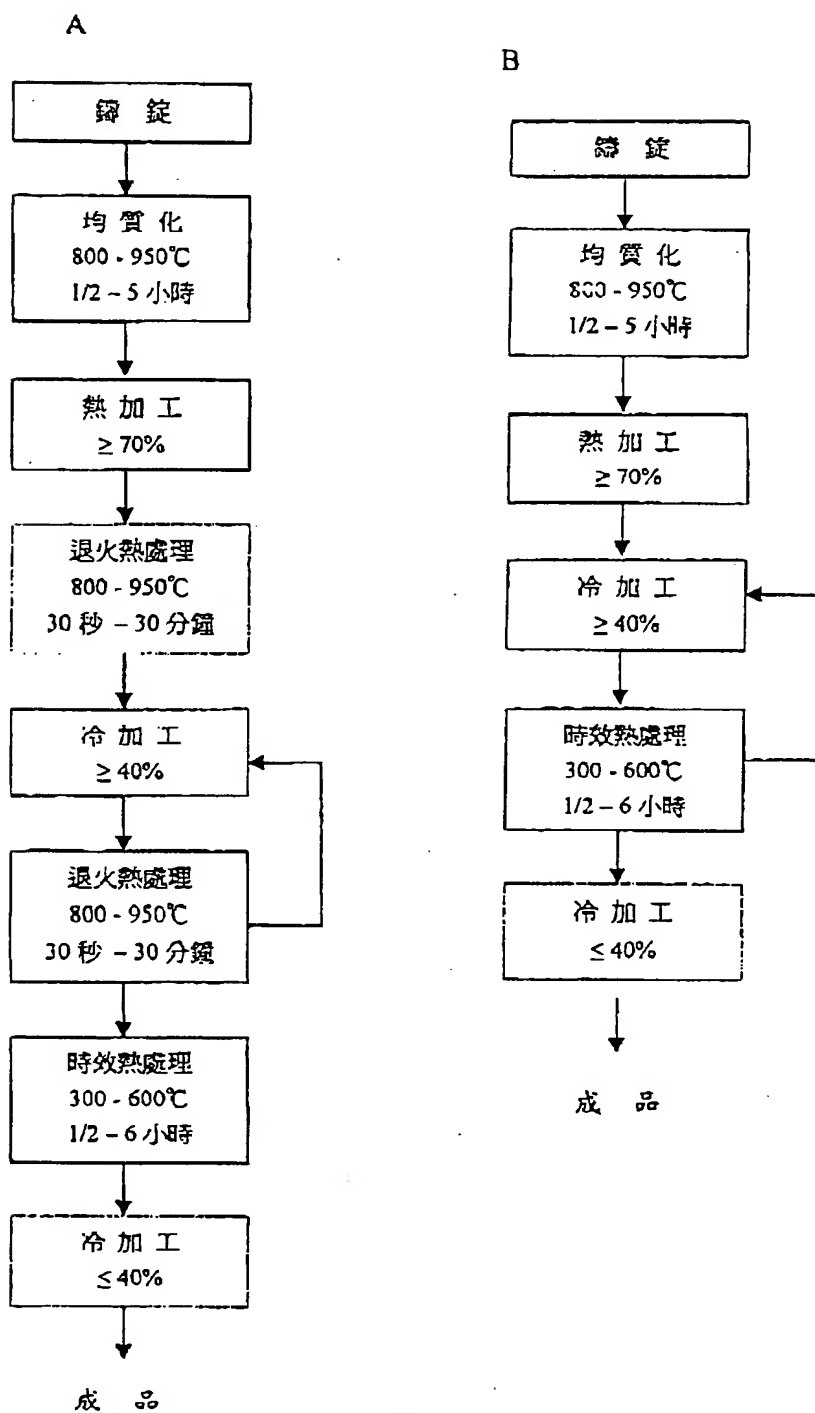 A
鑄 錠
均 質 化
800 - 950℃
1/2 – 5 小時
熱 加 工
≥ 70%
退火熱處理
800 - 950℃
30 秒 – 30 分鐘
冷 加 工
≥ 40%
退火熱處理
800 - 950℃
30 秒 – 30 分鐘
時效熱處理
300 - 600℃
1/2 – 6 小時
冷 加 工
≤ 40%
成 品
B
鑄 錠
均 質 化
800 - 950℃
1/2 – 5 小時
熱 加 工
≥ 70%
冷 加 工
≥ 40%
時效熱處理
300 - 600℃
1/2 – 6 小時
冷 加 工
≤ 40%
成 品